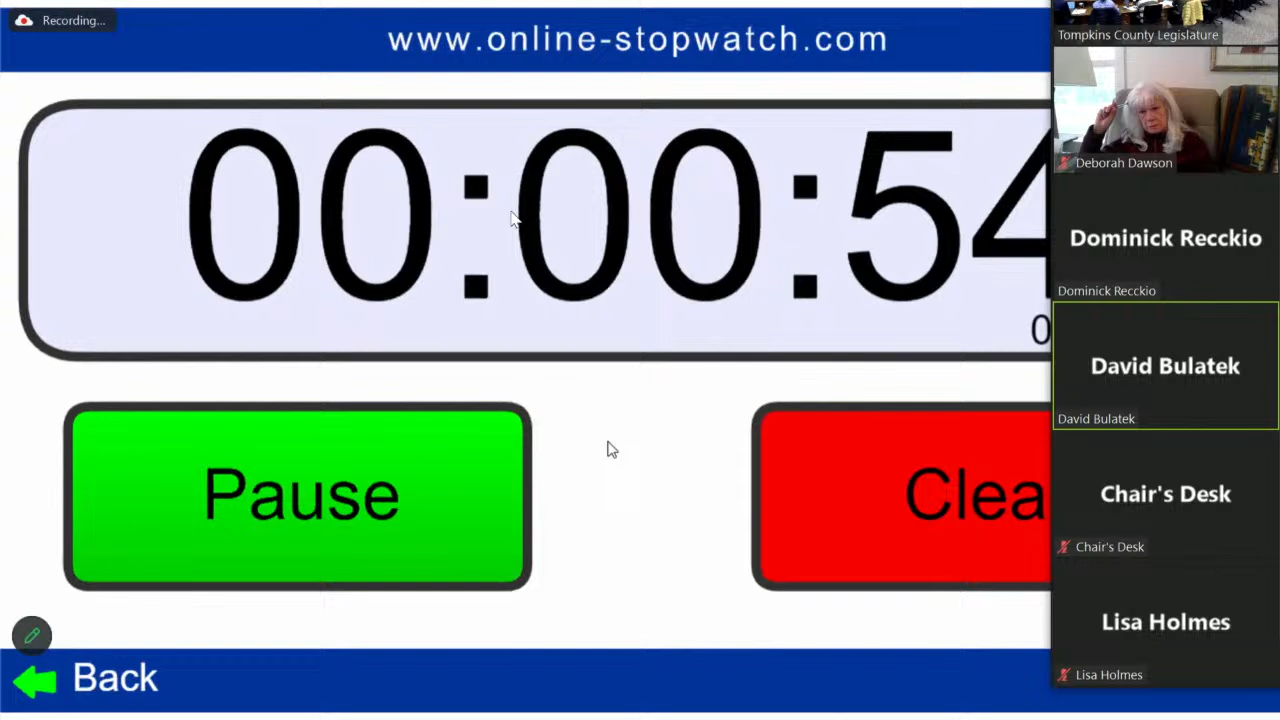 Recording...
www.online-stopwatch.com
00:00:54
0
Pause
Clea
Back
Tompkins County Legislature
Deborah Dawson
Dominick Recckio
Dominick Recckio
David Bulatek
David Bulatek
Chair's Desk
Chair's Desk
Lisa Holmes
Lisa Holmes